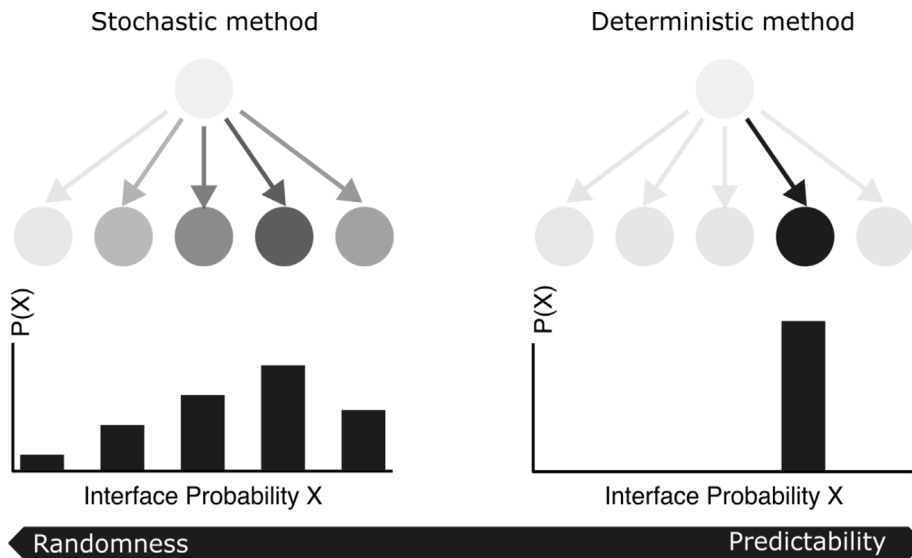 Stochastic method
Deterministic method
P(X)
P(X)
Interface Probability X
Interface Probability X
Randomness
Predictability